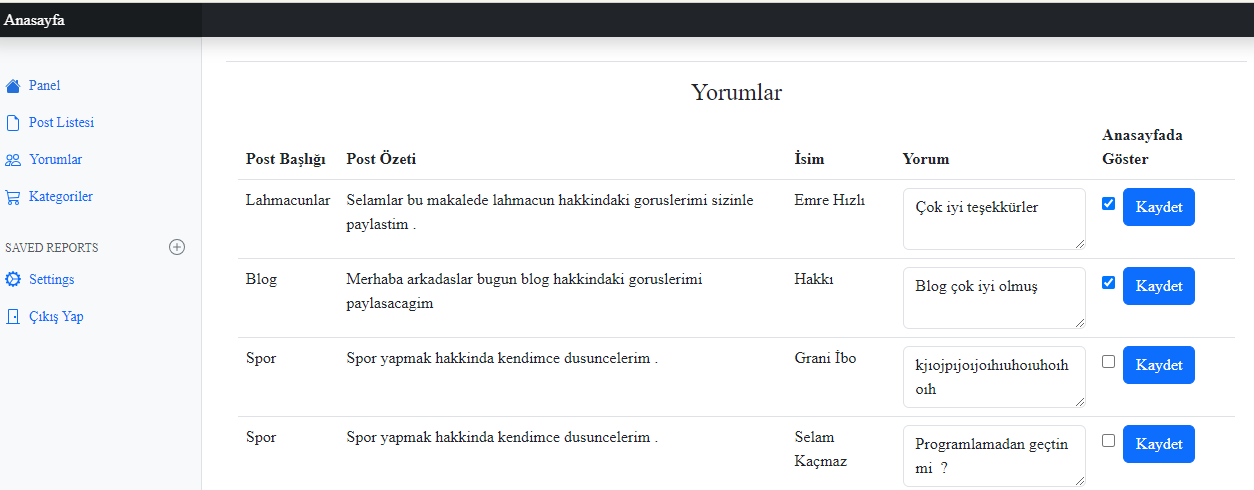 Anasayfa
Panel
Post Listesi
Yorumlar
Kategoriler
SAVED REPORTS
Settings
Çıkış Yap
Yorumlar
Post Başlığı Post Özeti İsim Yorum Anasayfada
Göster
Lahmacunlar Selamlar bu makalede lahmacun hakkindaki goruslerimi sizinle Emre Hızlı Çok iyi teşekkürler Kaydet
paylastim .
Blog Merhaba arkadaslar bugun blog hakkindaki goruslerimi Hakkı Blog çok iyi olmuş Kaydet
paylasacagim
Spor Spor yapmak hakkinda kendimce dusuncelerim . Grani İbo kjıojpıjoıjoıhıuhoıuhoıh Kaydet
oıh
Spor Spor yapmak hakkinda kendimce dusuncelerim . Selam Programlamadan geçtin Kaydet
Kaçmaz mi ?